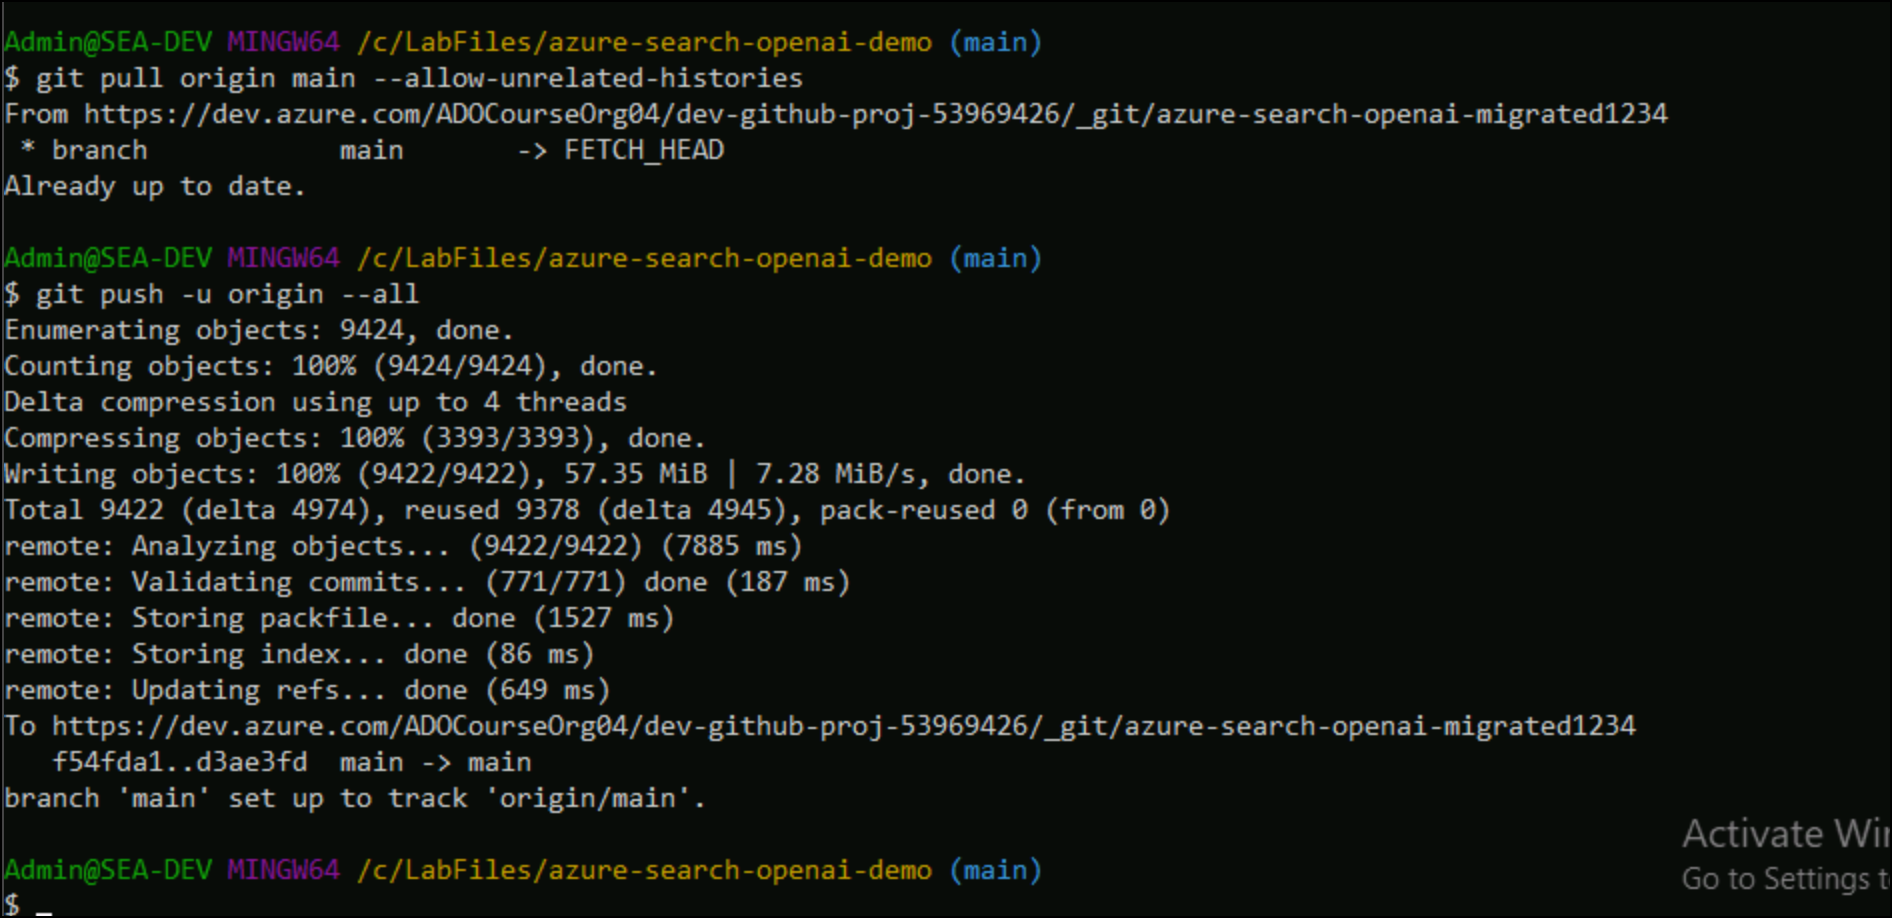 Admin@SEA-DEV MINGW64 /c/LabFiles/azure-search-openai-demo (main)
$ git pull origin main --allow-unrelated-histories
From https://dev.azure.com/ADOCourseOrg04/dev-github-proj-53969426/_git/azure-search-openai-migrated1234
 * branch            main       -> FETCH_HEAD
Already up to date.

Admin@SEA-DEV MINGW64 /c/LabFiles/azure-search-openai-demo (main)
$ git push -u origin --all
Enumerating objects: 9424, done.
Counting objects: 100% (9424/9424), done.
Delta compression using up to 4 threads
Compressing objects: 100% (3393/3393), done.
Writing objects: 100% (9422/9422), 57.35 MiB | 7.28 MiB/s, done.
Total 9422 (delta 4974), reused 9378 (delta 4945), pack-reused 0 (from 0)
remote: Analyzing objects... (9422/9422) (7885 ms)
remote: Validating commits... (771/771) done (187 ms)
remote: Storing packfile... done (1527 ms)
remote: Storing index... done (86 ms)
remote: Updating refs... done (649 ms)
To https://dev.azure.com/ADOCourseOrg04/dev-github-proj-53969426/_git/azure-search-openai-migrated1234
   f54fda1..d3ae3fd  main -> main
branch 'main' set up to track 'origin/main'.

Admin@SEA-DEV MINGW64 /c/LabFiles/azure-search-openai-demo (main)
$ _
Activate Win
Go to Settings t